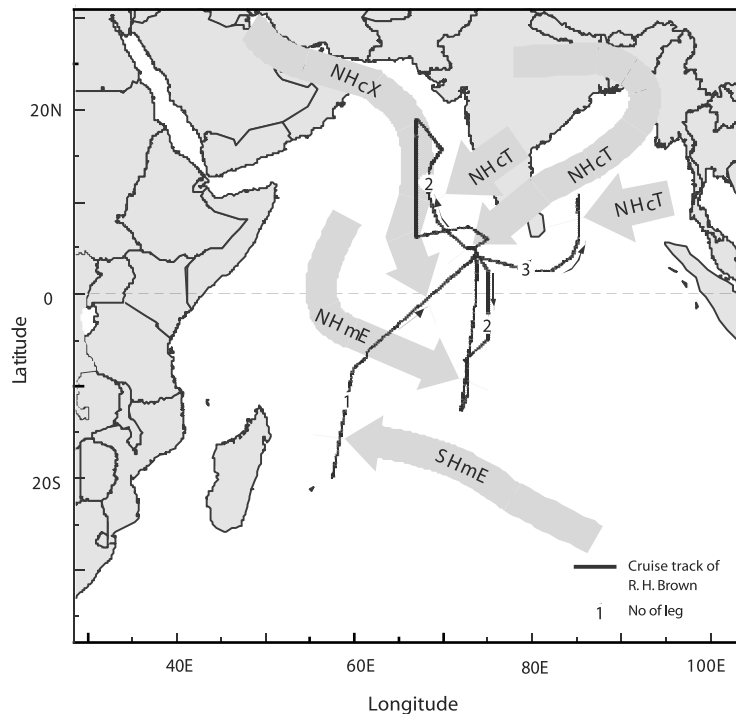 20N
0
20S
Latitude
NHcX
NHcT
NHcT
NHcT
2
3
2
NHmE
1
SHmE
Cruise track of
R. H. Brown
1 No of leg
40E 60E 80E 100E
Longitude